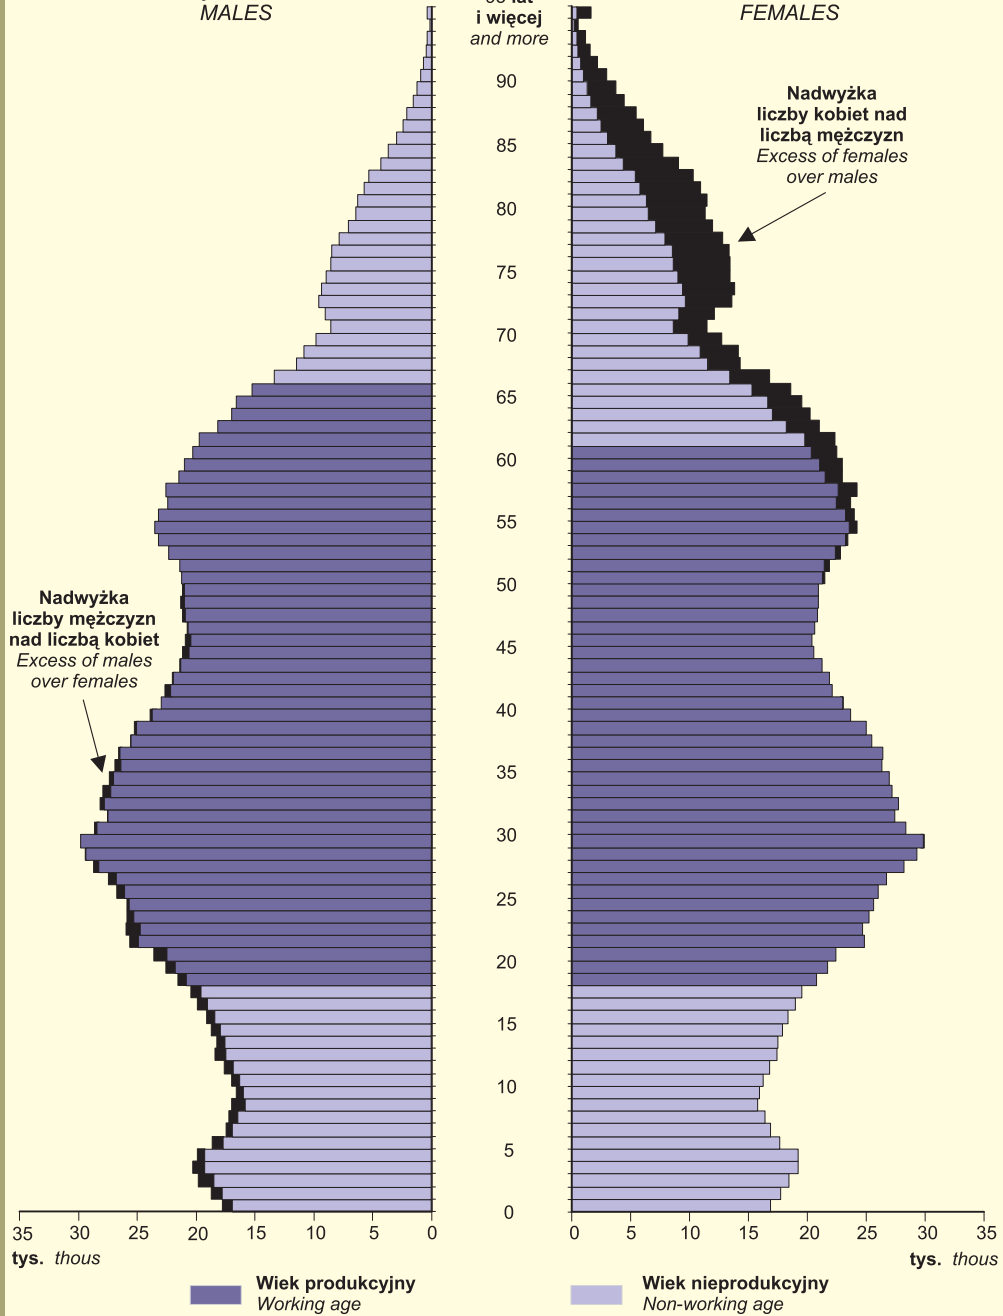 MALES
lat
i więcej
and more
FEMALES
90
85
80
75
70
65
60
55
50
45
40
35
30
25
20
15
10
5
0
Nadwyżka
liczby kobiet nad
liczbą mężczyzn
Excess of females
over males
Nadwyżka
liczby mężczyzn
nad liczbą kobiet
Excess of males
over females
35 30 25 20 15 10 5 0
0 5 10 15 20 25 30 35
tys. thous
tys. thous
Wiek produkcyjny
Working age
Wiek nieprodukcyjny
Non-working age